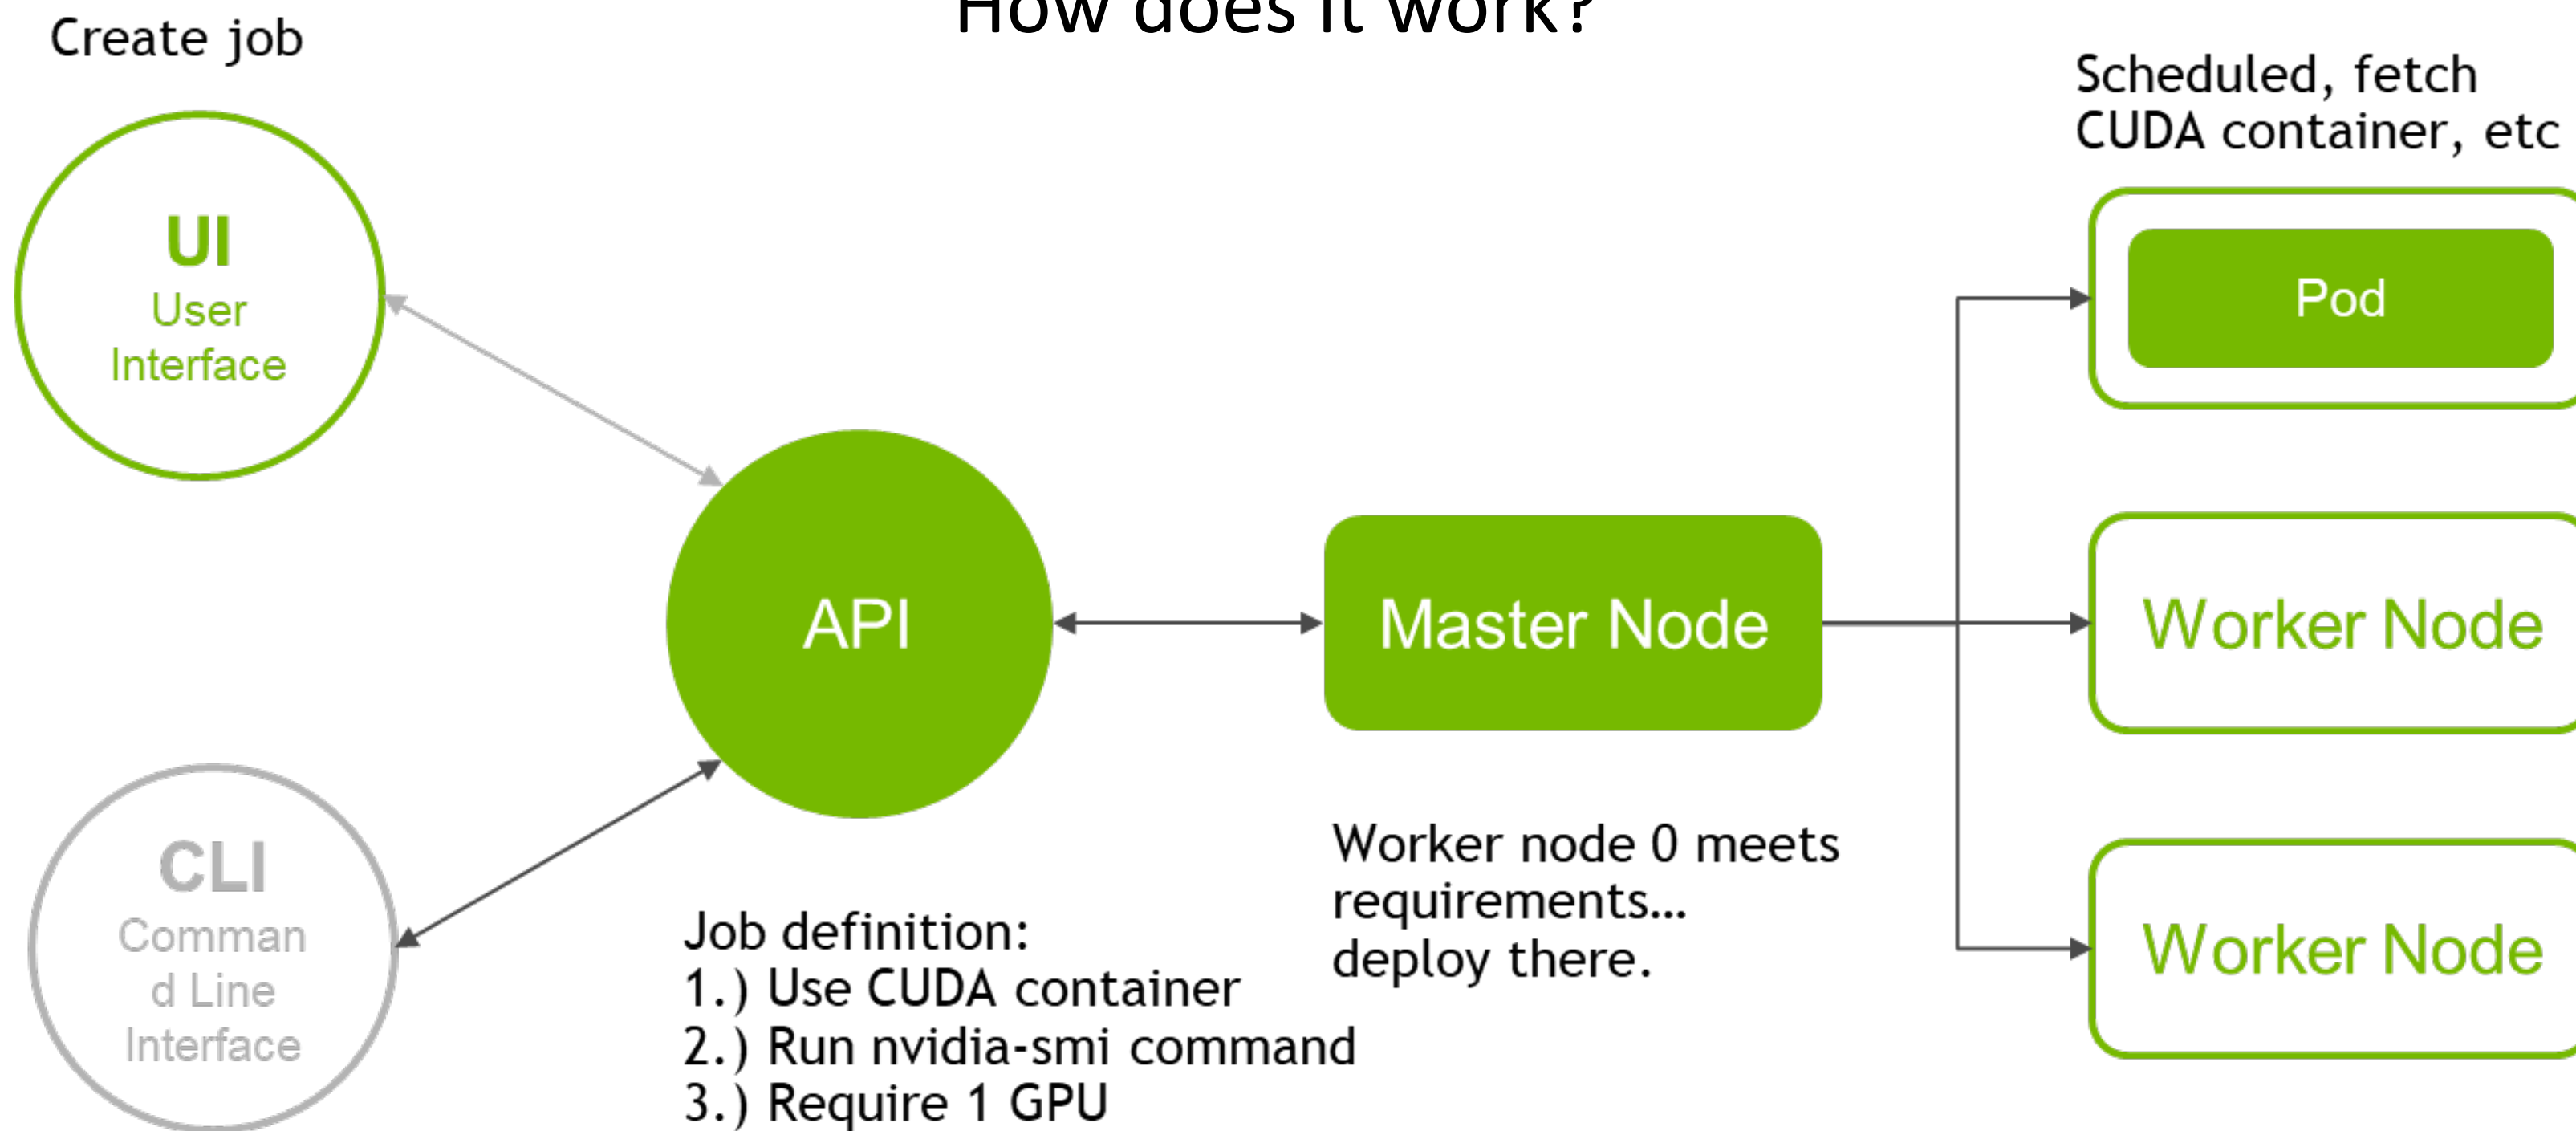 How does it work?
Create job
UI
User
Interface
CLI
Comman
d Line
Interface
API
Job definition:
1.) Use CUDA container
2.) Run nvidia-smi command
3.) Require 1 GPU
Master Node
Worker node 0 meets
requirements...
deploy there.
Scheduled, fetch
CUDA container, etc
Pod
Worker Node
Worker Node